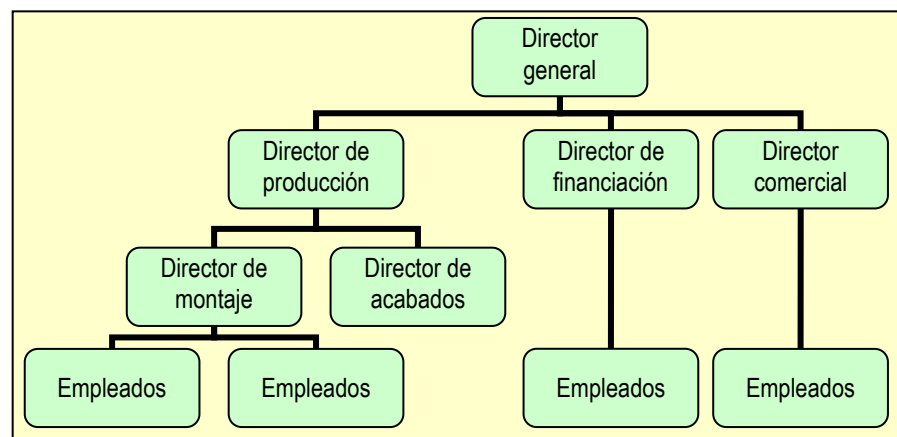 Director
general
Director de
producción
Director de
financiación
Director
comercial
Director de
montaje
Director de
acabados
Empleados
Empleados
Empleados
Empleados